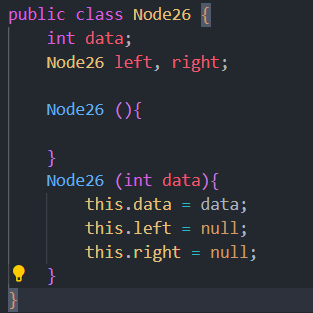 public class Node26 {
    int data;
    Node26 left, right;

    Node26 (){

    }
    Node26 (int data){
        this.data = data;
        this.left = null;
        this.right = null;
    }
}